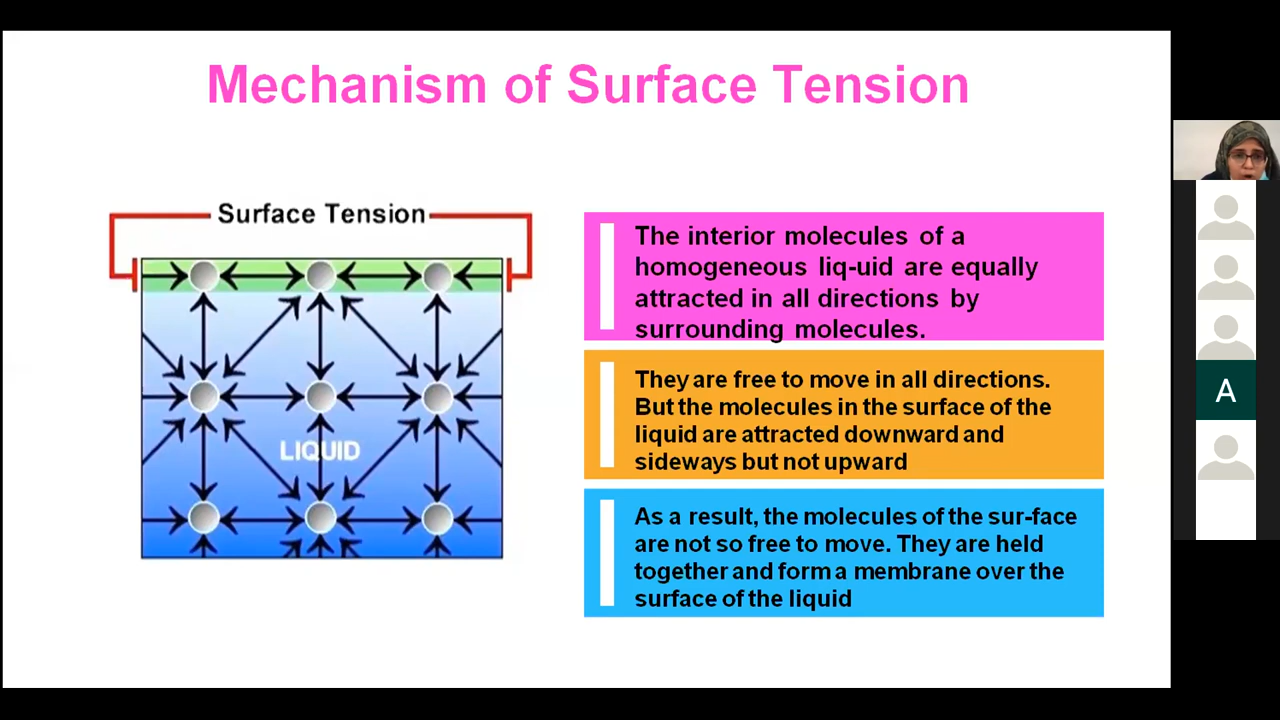 Mechanism of Surface Tension
Surface Tension
LIQUID
The interior molecules of a
homogeneous liq-uid are equally
attracted in all directions by
surrounding molecules.
They are free to move in all directions.
But the molecules in the surface of the
liquid are attracted downward and
sideways but not upward
As a result, the molecules of the sur-face
are not so free to move. They are held
together and form a membrane over the
surface of the liquid
A